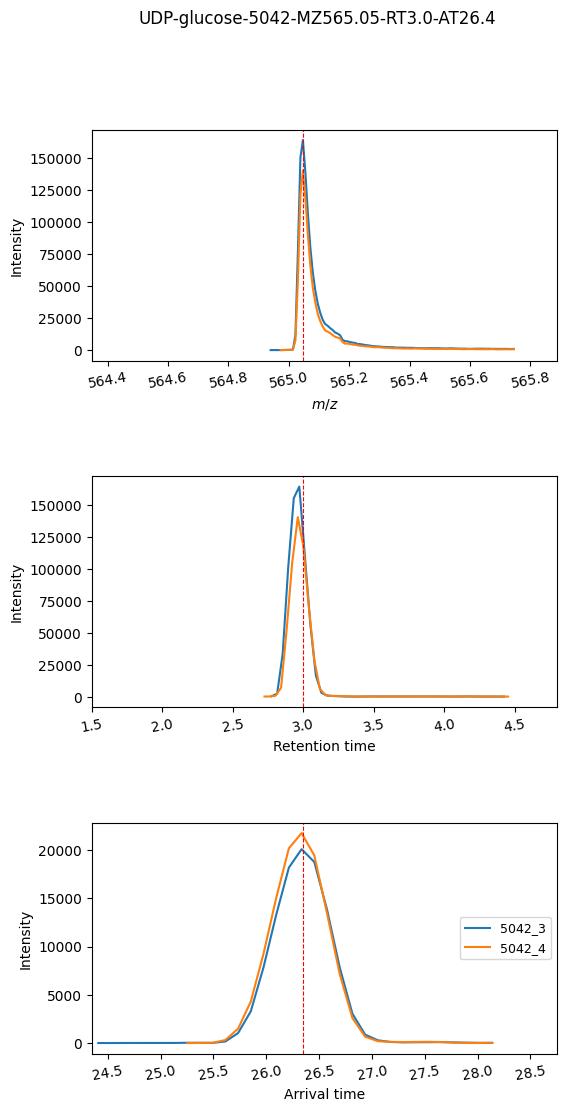 UDP-glucose-5042-MZ565.05-RT3.0-AT26.4
150000
125000
100000
75000
50000
25000
0
Intensity
564.4 564.6 564.8 565.0 565.2 565.4 565.6 565.8
m/z
150000
125000
100000
75000
50000
25000
0
Intensity
1.5 2.0 2.5 3.0 3.5 4.0 4.5
Retention time
20000
15000
10000
5000
0
Intensity
5042_3
5042_4
24.5 25.0 25.5 26.0 26.5 27.0 27.5 28.0 28.5
Arrival time